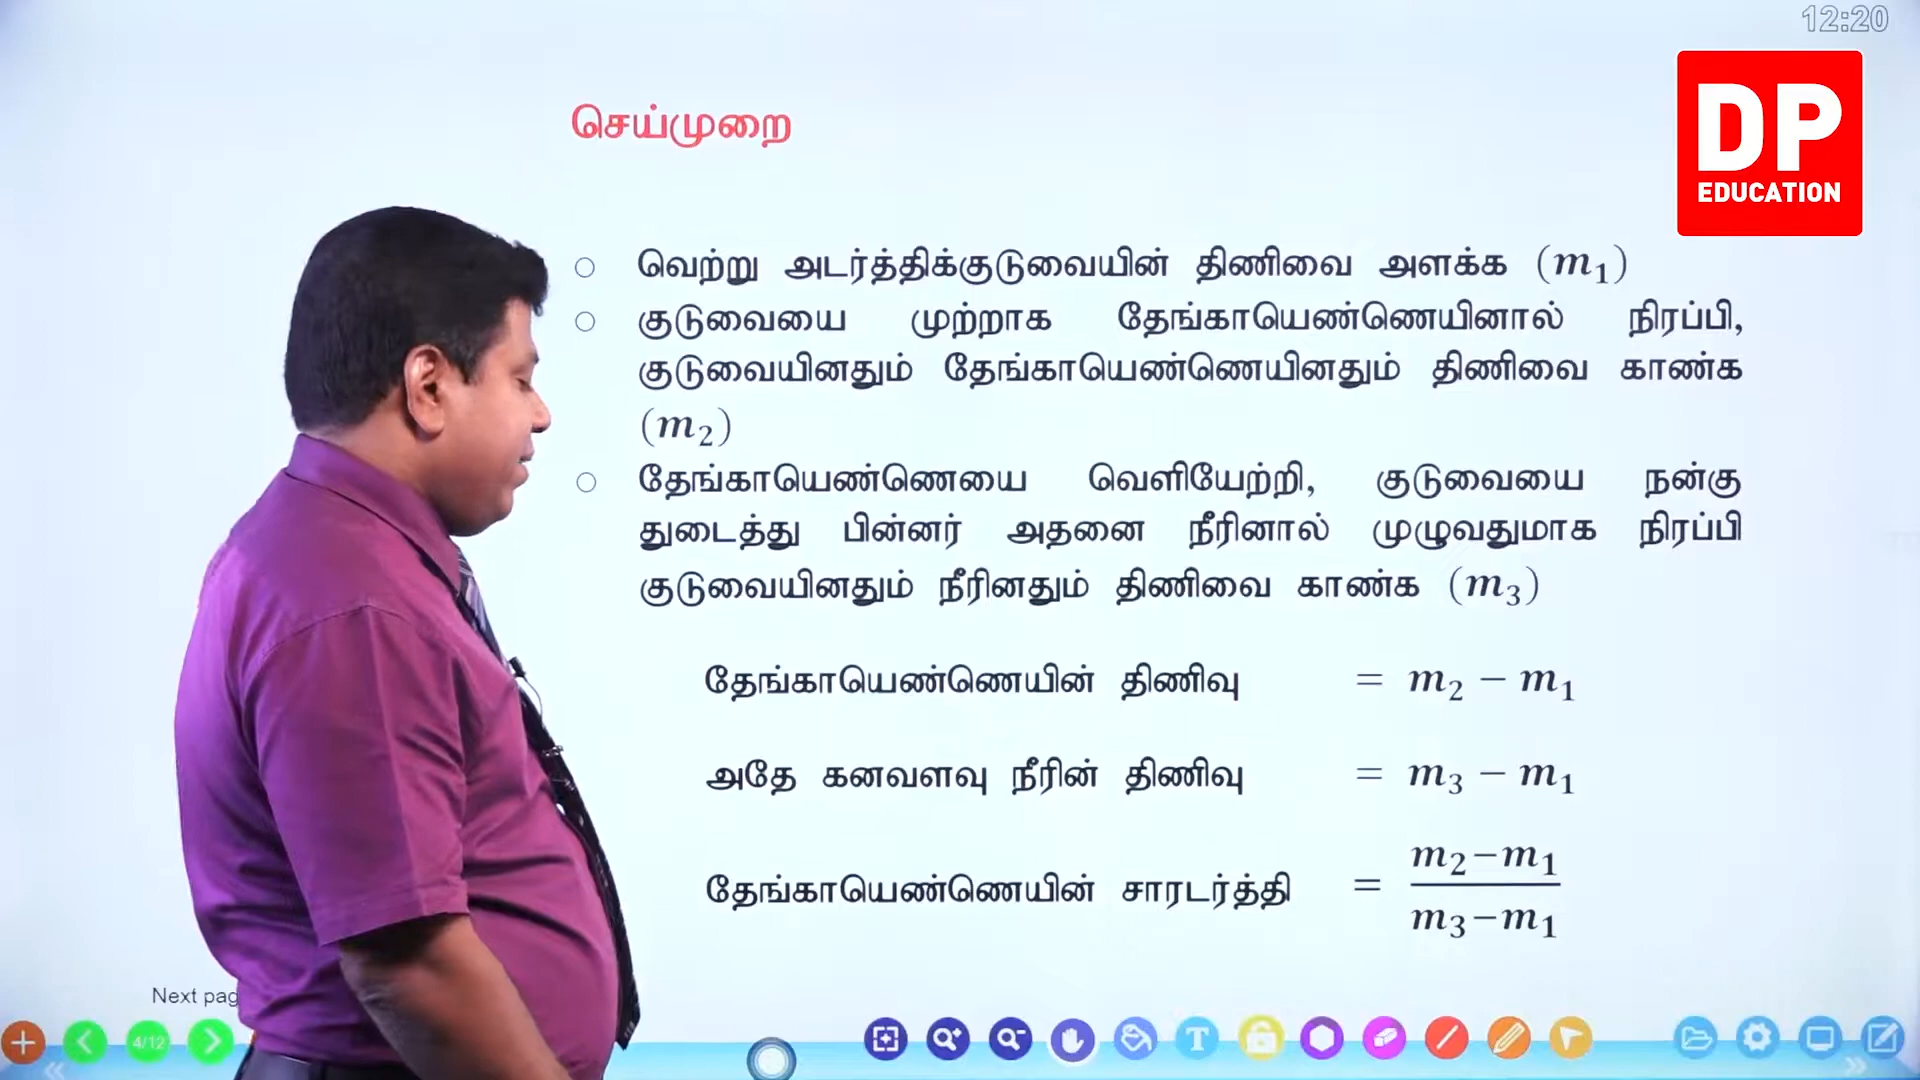 12:20
DP
EDUCATION
செய்முறை
வெற்று அடர்த்திக்குடுவையின் திணிவை அளக்க (m₁)
குடுவையை முற்றாக தேங்காயெண்ணெயினால் நிரப்பி,
குடுவையினதும் தேங்காயெண்ணெயினதும் திணிவை காண்க
(m₂)
தேங்காயெண்ணெயை வெளியேற்றி, குடுவையை நன்கு
துடைத்து பின்னர் அதனை நீரினால் முழுவதுமாக நிரப்பி
குடுவையினதும் நீரினதும் திணிவை காண்க (m₃)
தேங்காயெண்ணெயின் திணிவு = m₂ − m₁
அதே கனவளவு நீரின் திணிவு = m₃ − m₁
தேங்காயெண்ணெயின் சாரடர்த்தி = (m₂−m₁)/(m₃−m₁)
Next pag
4/12
T